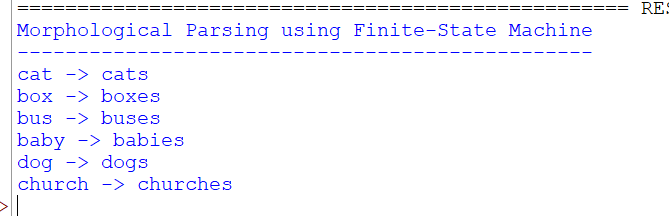 ==================================================== RES
Morphological Parsing using Finite-State Machine
------------------------------------------------
cat -> cats
box -> boxes
bus -> buses
baby -> babies
dog -> dogs
church -> churches
>